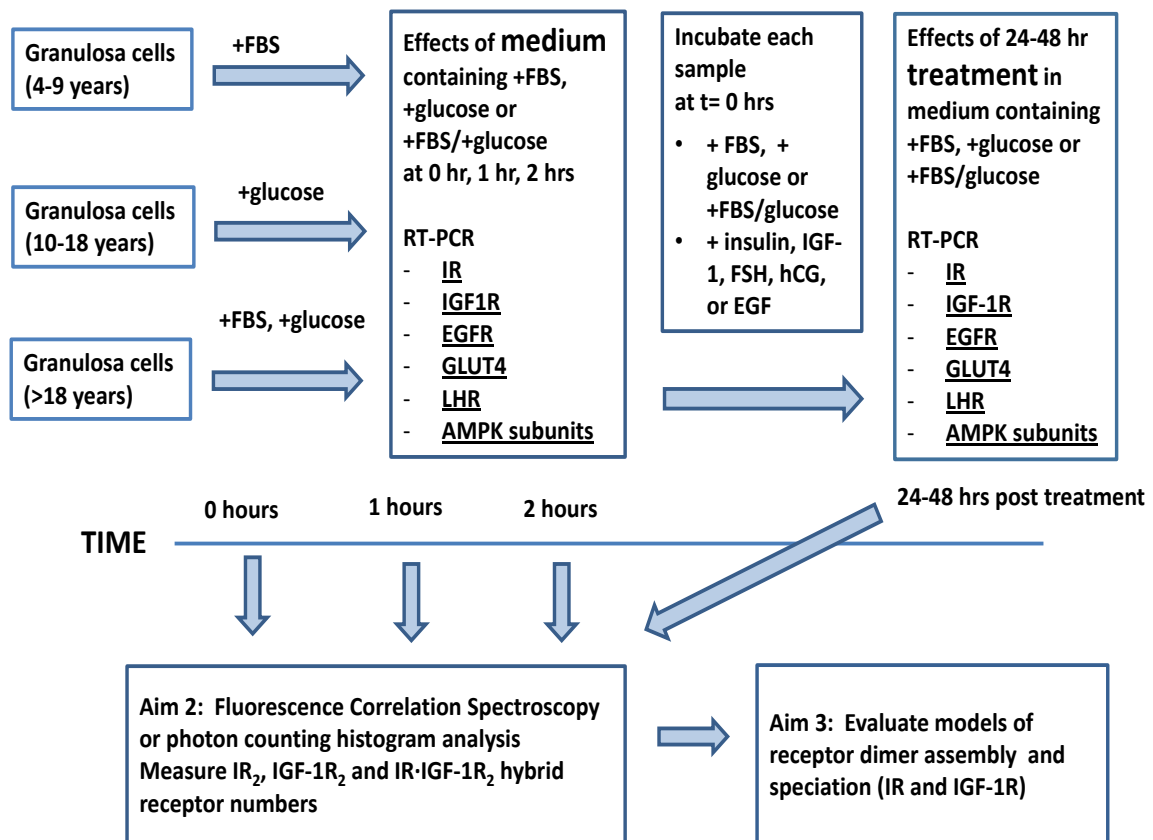 Granulosa cells
(4-9 years)
+FBS
Granulosa cells
(10-18 years)
+glucose
Granulosa cells
(>18 years)
+FBS, +glucose
Effects of medium
containing +FBS,
+glucose or
+FBS/+glucose
at 0 hr, 1 hr, 2 hrs
RT-PCR
- IR
- IGF1R
- EGFR
- GLUT4
- LHR
- AMPK subunits
Incubate each
sample
at t= 0 hrs
• + FBS, +
glucose or
+FBS/glucose
• + insulin, IGF-
1, FSH, hCG,
or EGF
Effects of 24-48 hr
treatment in
medium containing
+FBS, +glucose or
+FBS/glucose
RT-PCR
- IR
- IGF-1R
- EGFR
- GLUT4
- LHR
- AMPK subunits
0 hours
1 hours
2 hours
24-48 hrs post treatment
TIME
Aim 2: Fluorescence Correlation Spectroscopy
or photon counting histogram analysis
Measure IR₂, IGF-1R₂ and IR·IGF-1R₂ hybrid
receptor numbers
Aim 3: Evaluate models of
receptor dimer assembly and
speciation (IR and IGF-1R)